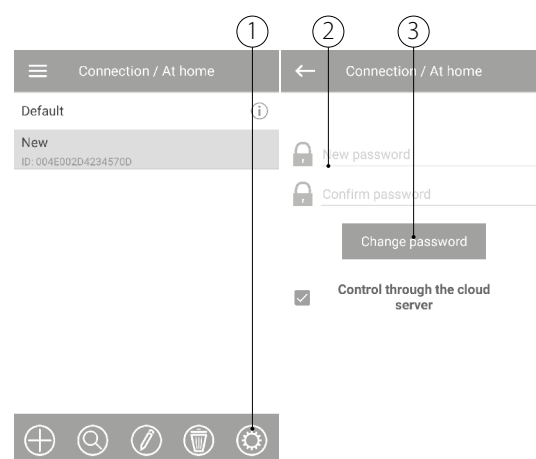 1
2
3
Connection / At home
Default
New
ID: 004E002D4234570D
Connection / At home
New password
Confirm password
Change password
Control through the cloud
server